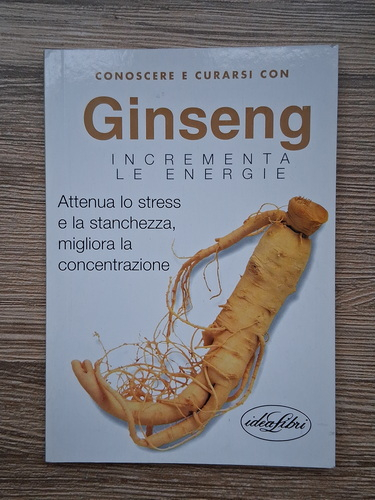 CONOSCERE E CURARSI CON
Ginseng
INCREMENTA
LE ENERGIE
Attenua lo stress
e la stanchezza,
migliora la
concentrazione
ideaLibri